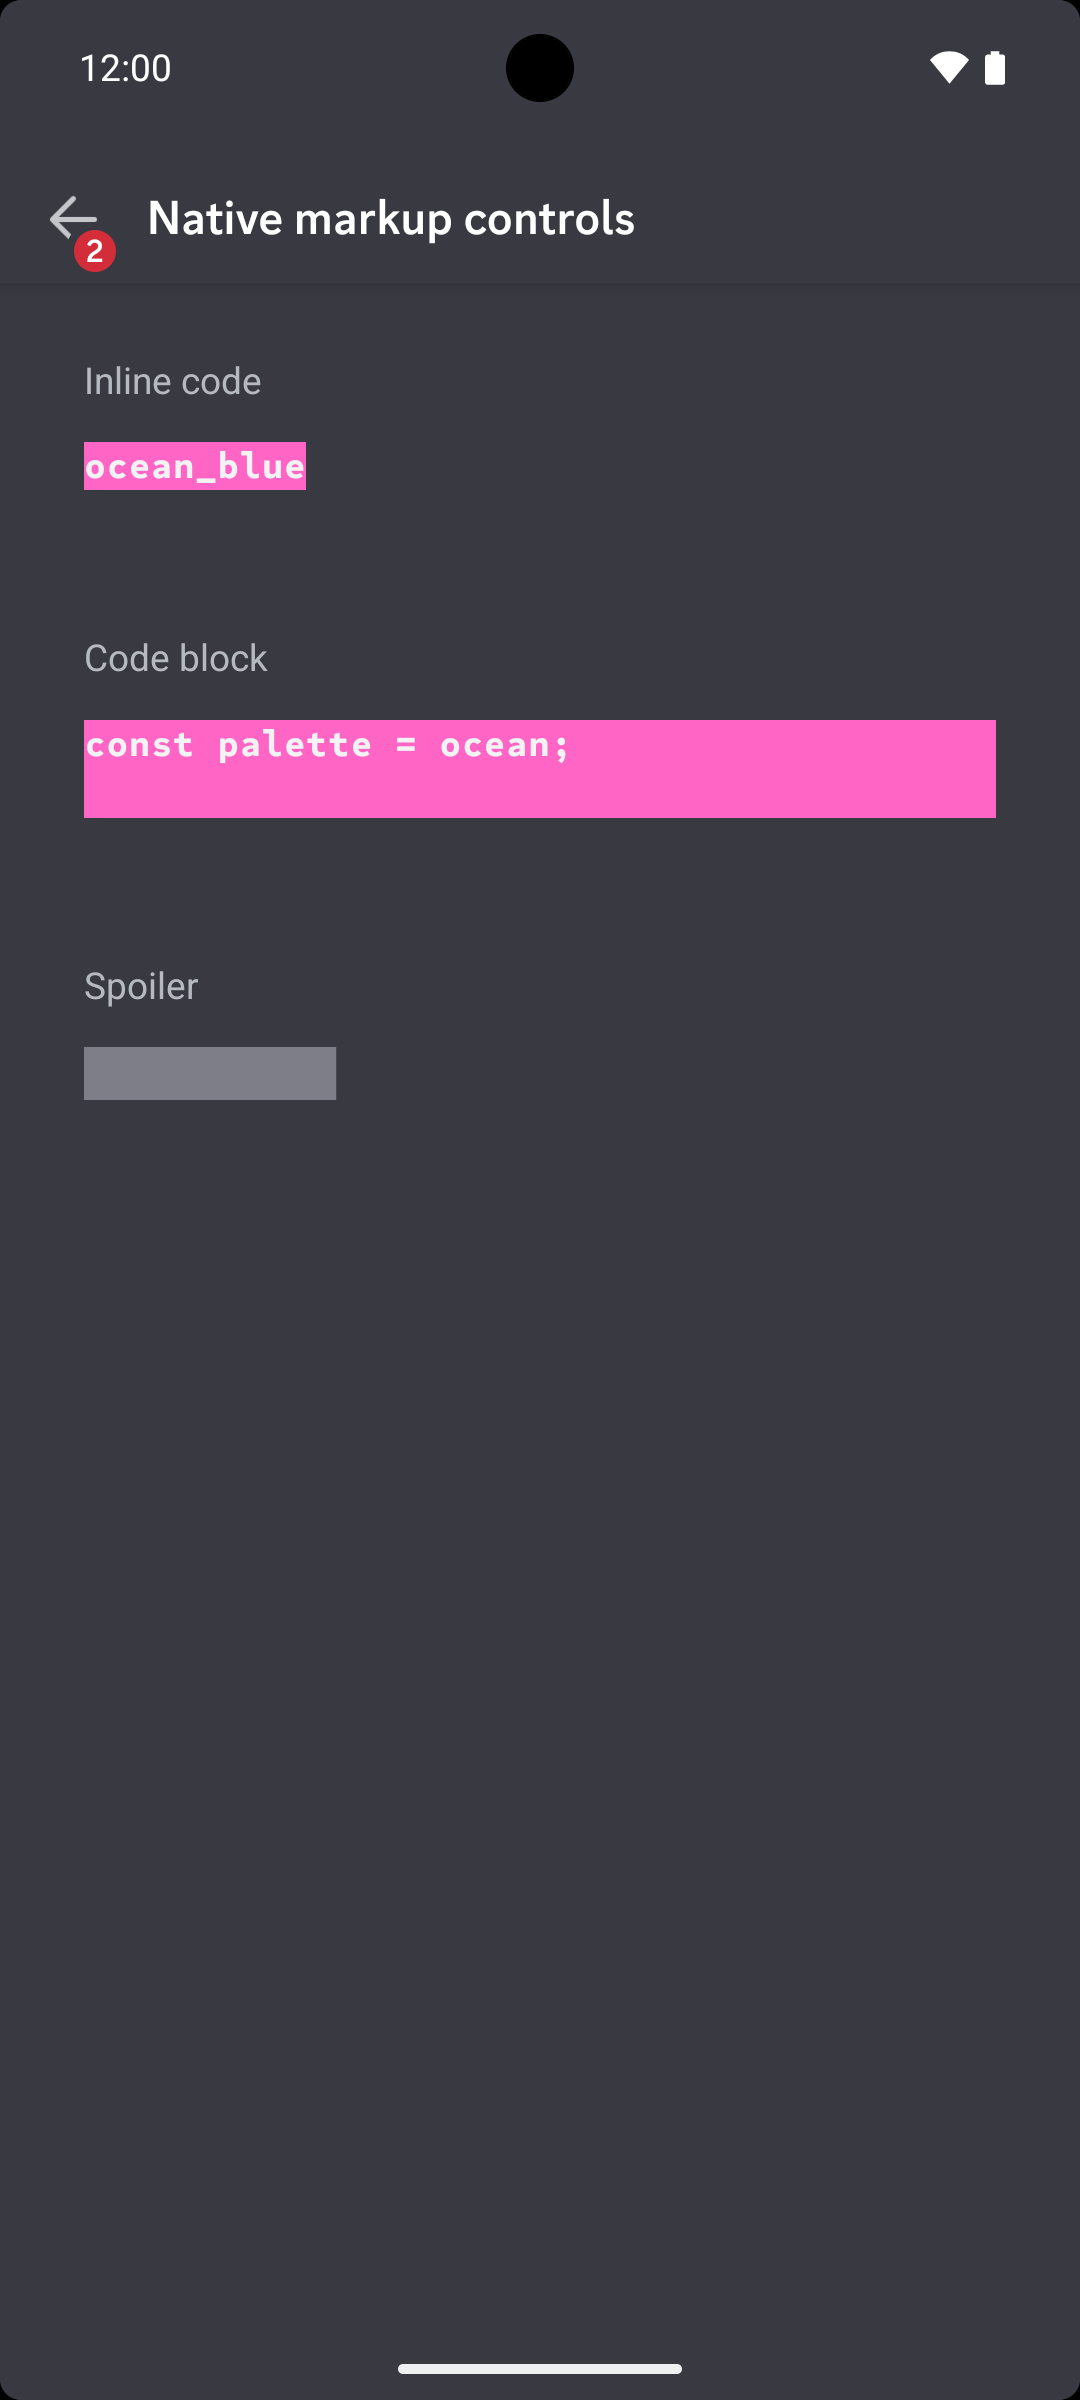 12:00
2
Native markup controls
Inline code
ocean_blue
Code block
const palette = ocean;
Spoiler